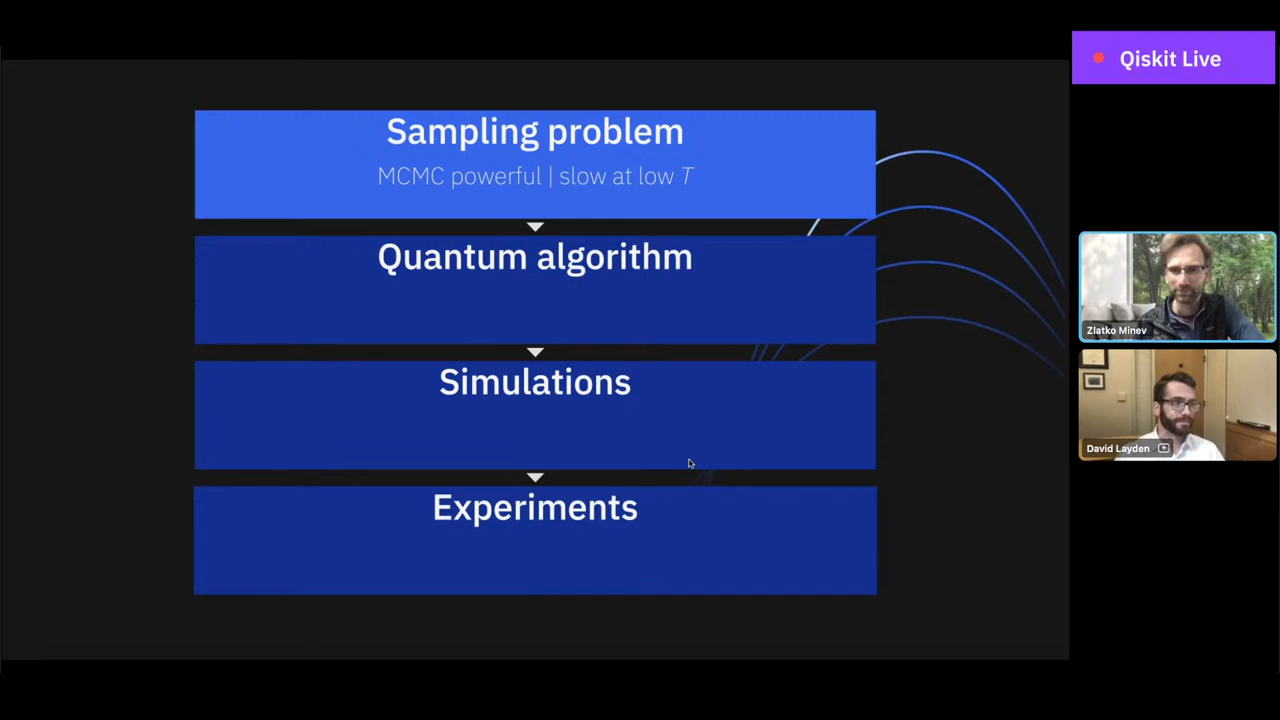 Qiskit Live
Sampling problem
MCMC powerful | slow at low T
Quantum algorithm
Simulations
Experiments
Zlatko Minev
David Layden